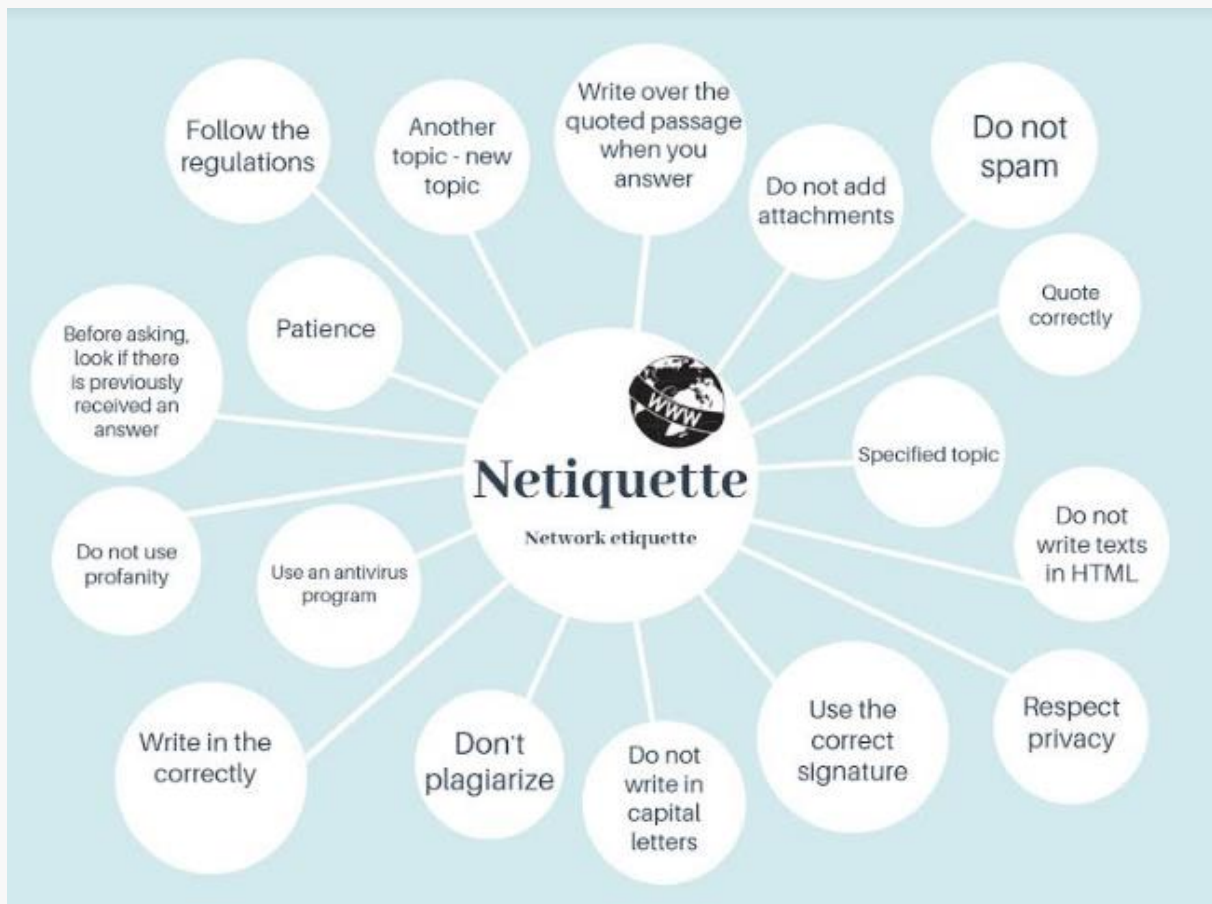 Follow the
regulations
Another
topic - new
topic
Write over the
quoted passage
when you
answer
Do not add
attachments
Do not
spam
Quote
correctly
Patience
Before asking,
look if there
is previously
received an
answer
WWW
Netiquette
Network etiquette
Specified topic
Do not
write texts
in HTML
Do not use
profanity
Use an antivirus
program
Write in the
correctly
Don't
plagiarize
Do not
write in
capital
letters
Use the
correct
signature
Respect
privacy